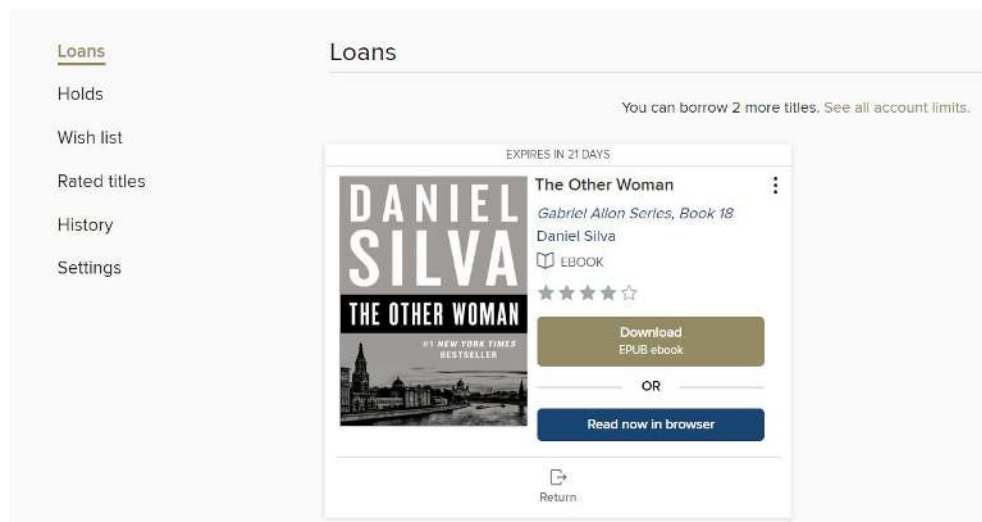 Loans
Holds
Wish list
Rated titles
History
Settings
Loans
You can borrow 2 more titles. See all account limits.
EXPIRES IN 21 DAYS
DANIEL
SILVA
THE OTHER WOMAN
#1 NEW YORK TIMES
BESTSELLER
The Other Woman
Gabriel Allon Series, Book 18
Daniel Silva
EBOOK
Download
EPUB ebook
OR
Read now in browser
Return